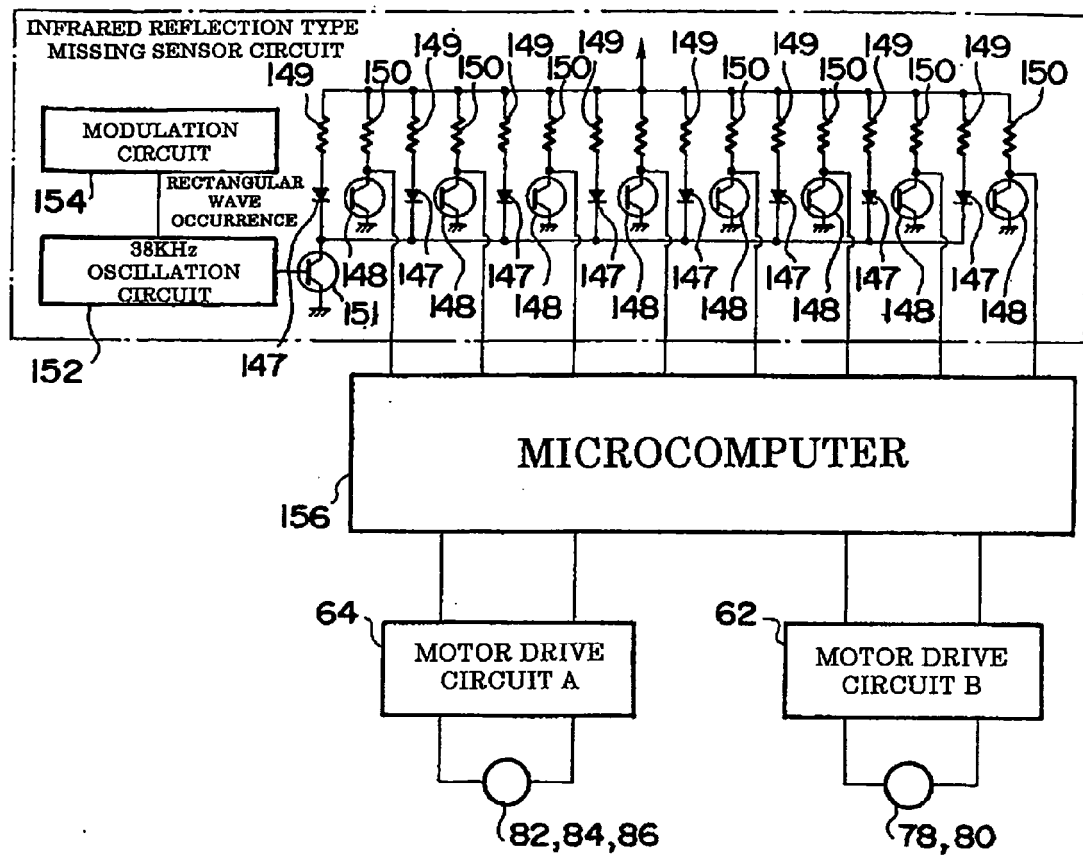 INFRARED REFLECTION TYPE
MISSING SENSOR CIRCUIT
149 149 149 149 149 149 149 149
150 150 150 150 150 150 150
MODULATION
CIRCUIT
154
RECTANGULAR
WAVE
OCCURRENCE
38KHz
OSCILLATION
CIRCUIT
152
147
151
148 147 147 147 147 147 147 147
148 148 148 148 148 148 148
MICROCOMPUTER
156
64
MOTOR DRIVE
CIRCUIT A
62
MOTOR DRIVE
CIRCUIT B
82,84,86
78,80